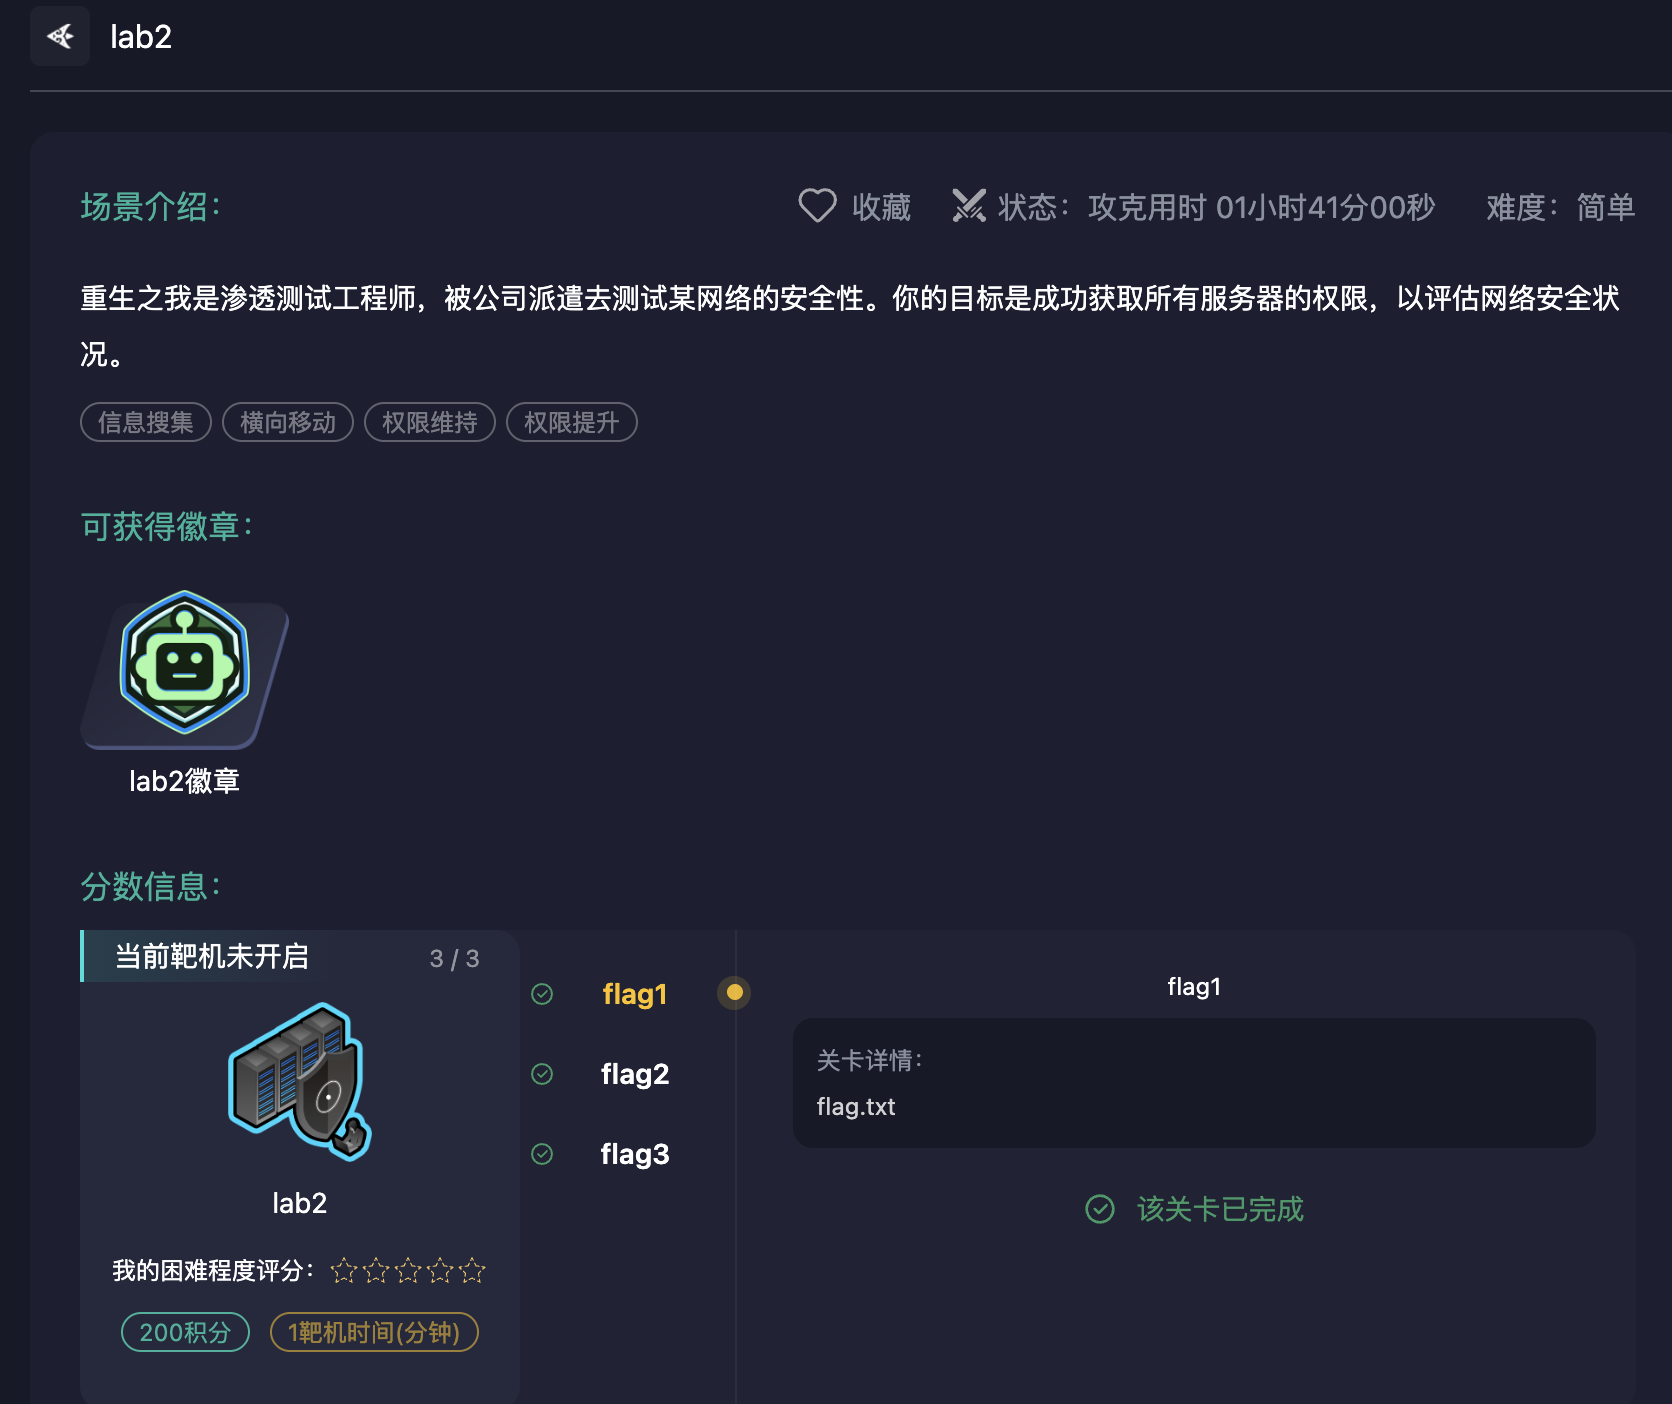 lab2
场景介绍：
收藏
状态：攻克用时 01小时41分00秒
难度：简单
重生之我是渗透测试工程师，被公司派遣去测试某网络的安全性。你的目标是成功获取所有服务器的权限，以评估网络安全状
况。
信息搜集 横向移动 权限维持 权限提升
可获得徽章：
lab2徽章
分数信息：
当前靶机未开启 3 / 3
lab2
我的困难程度评分：
200积分 1靶机时间(分钟)
flag1
flag2
flag3
flag1
关卡详情：
flag.txt
该关卡已完成